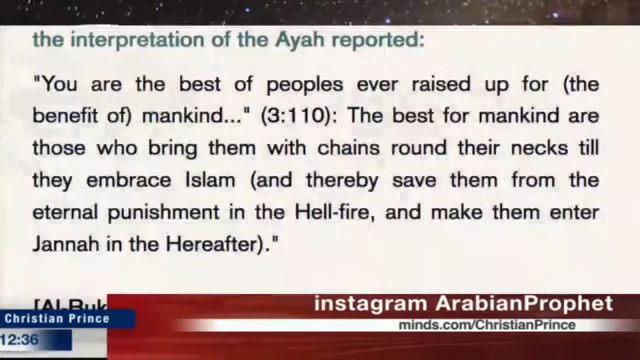 the interpretation of the Ayah reported:
"You are the best of peoples ever raised up for (the
benefit of) mankind..." (3:110): The best for mankind are
those who bring them with chains round their necks till
they embrace Islam (and thereby save them from the
eternal punishment in the Hell-fire, and make them enter
Jannah in the Hereafter)."
instagram ArabianProphet
Christian Prince
minds.com/ChristianPrince
12:36